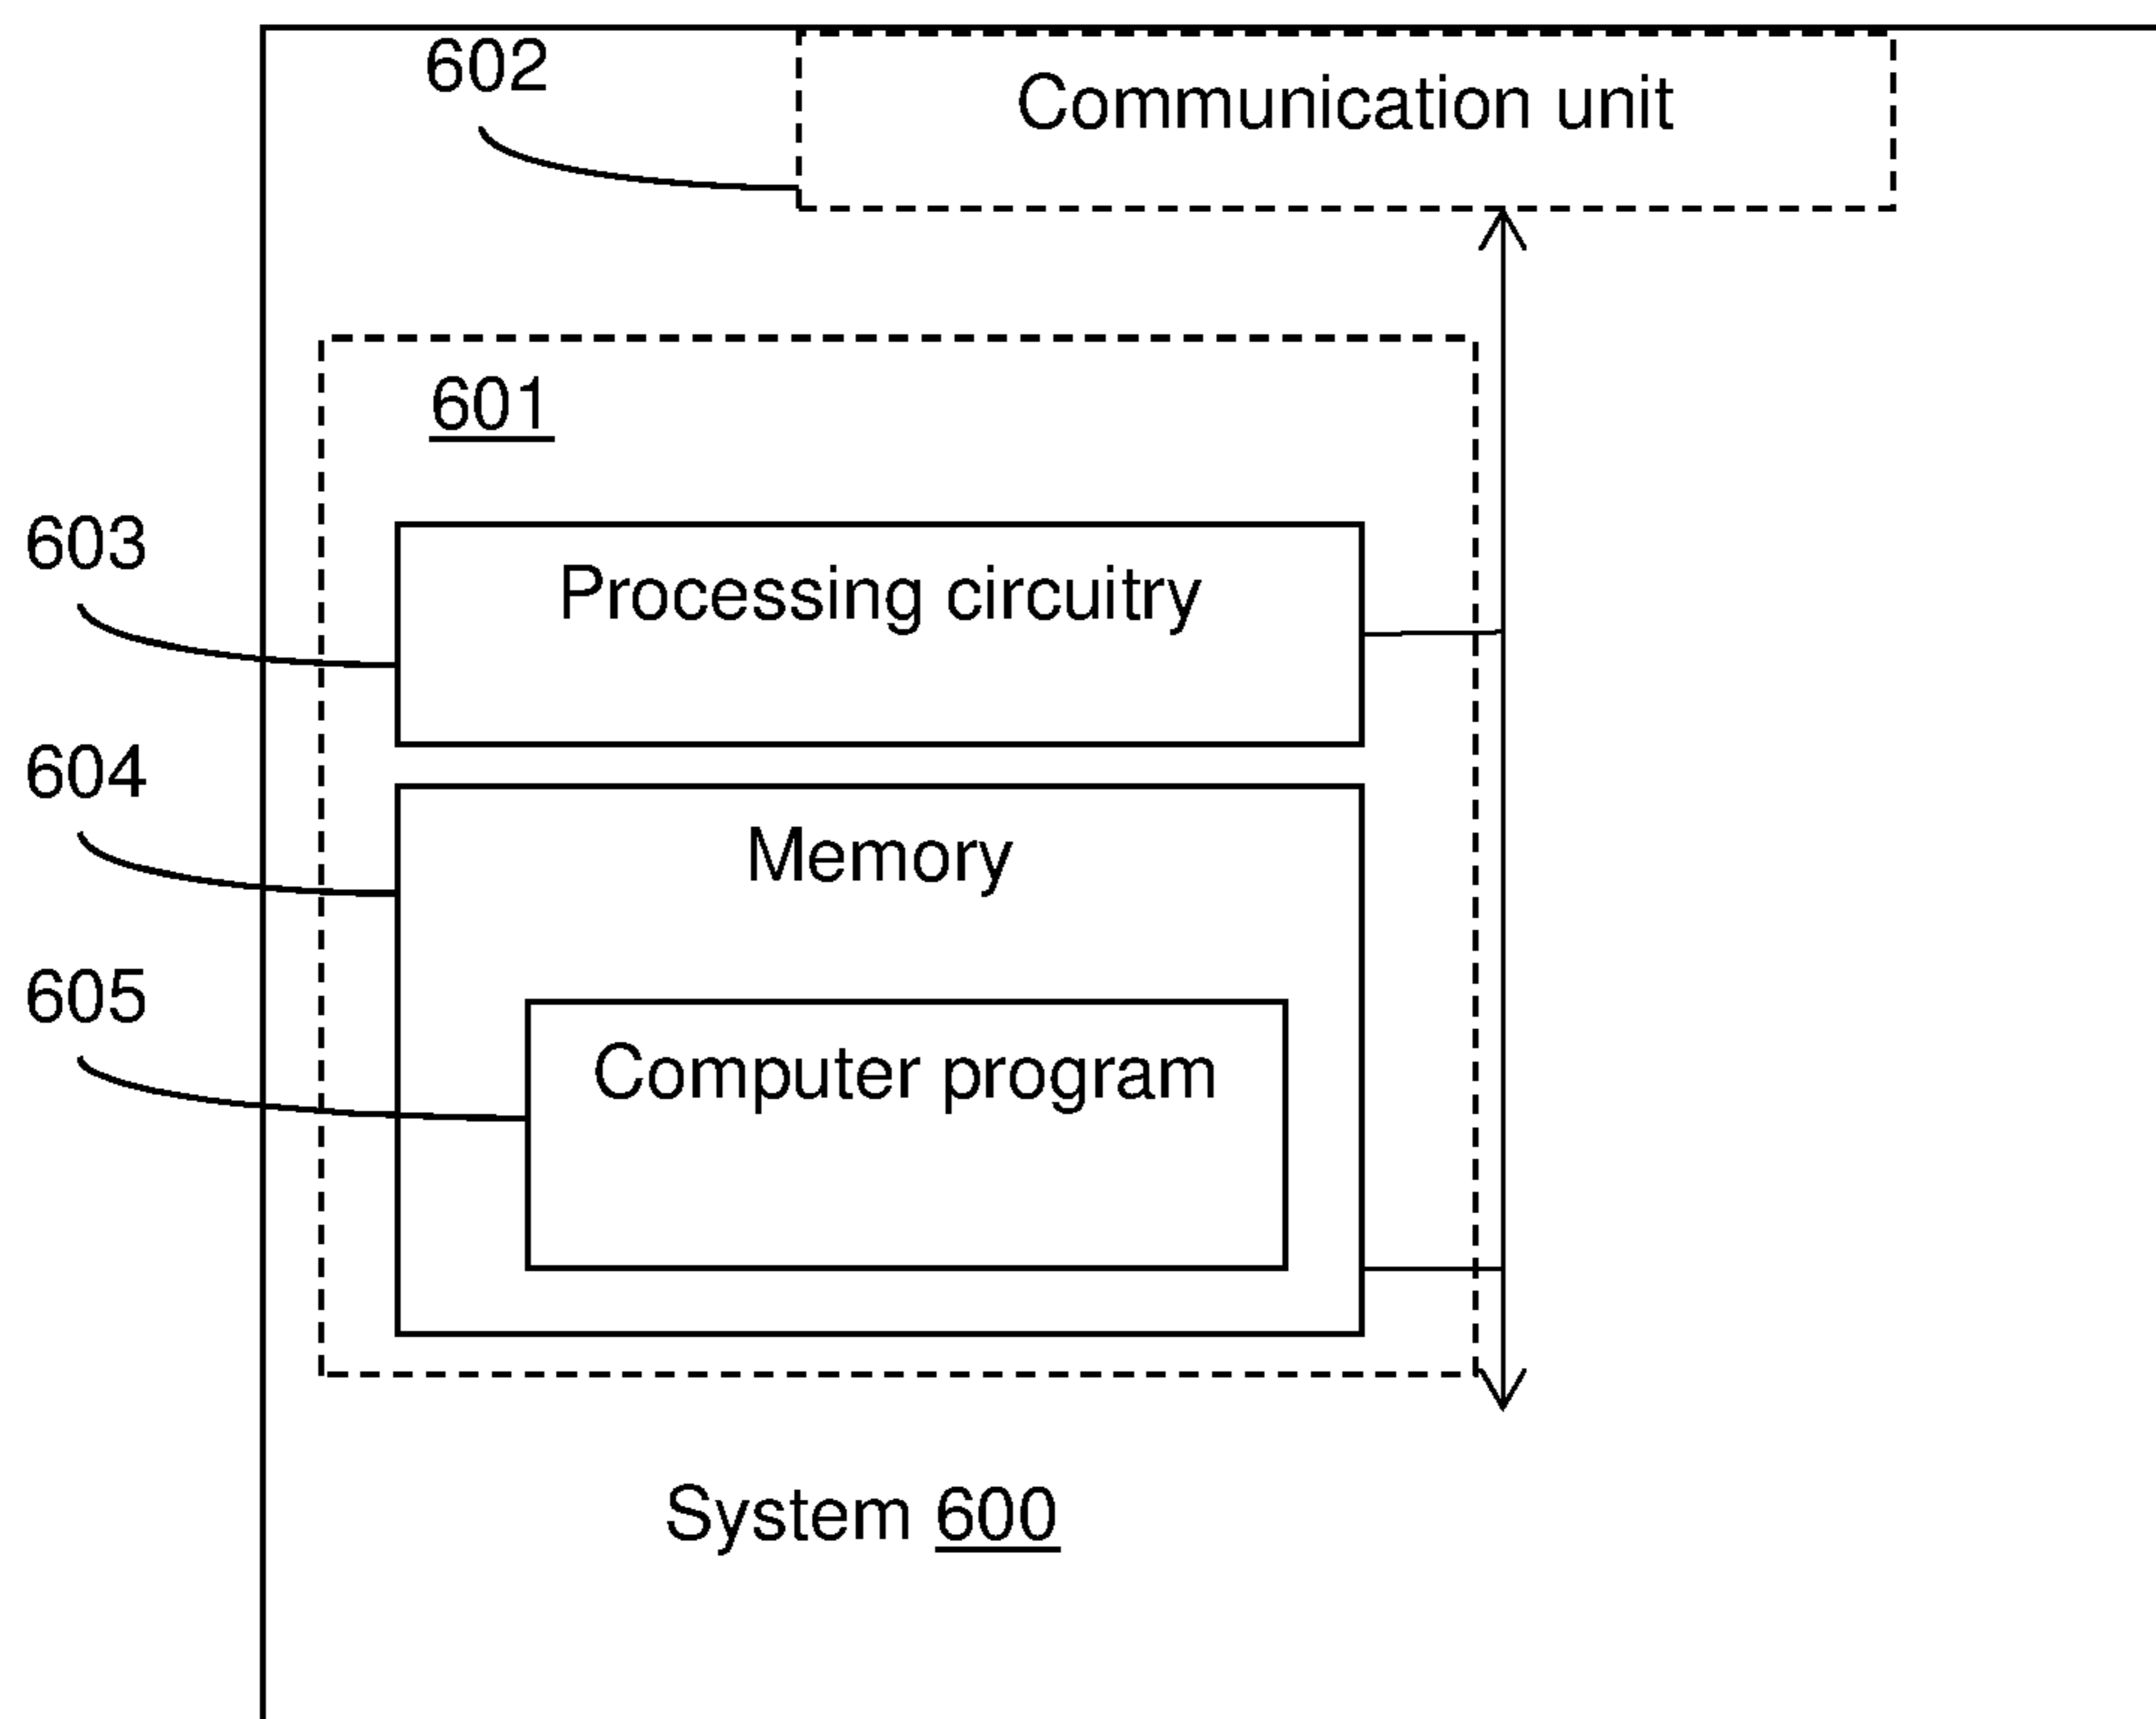 602
Communication unit
601
603
Processing circuitry
604
Memory
605
Computer program
System 600